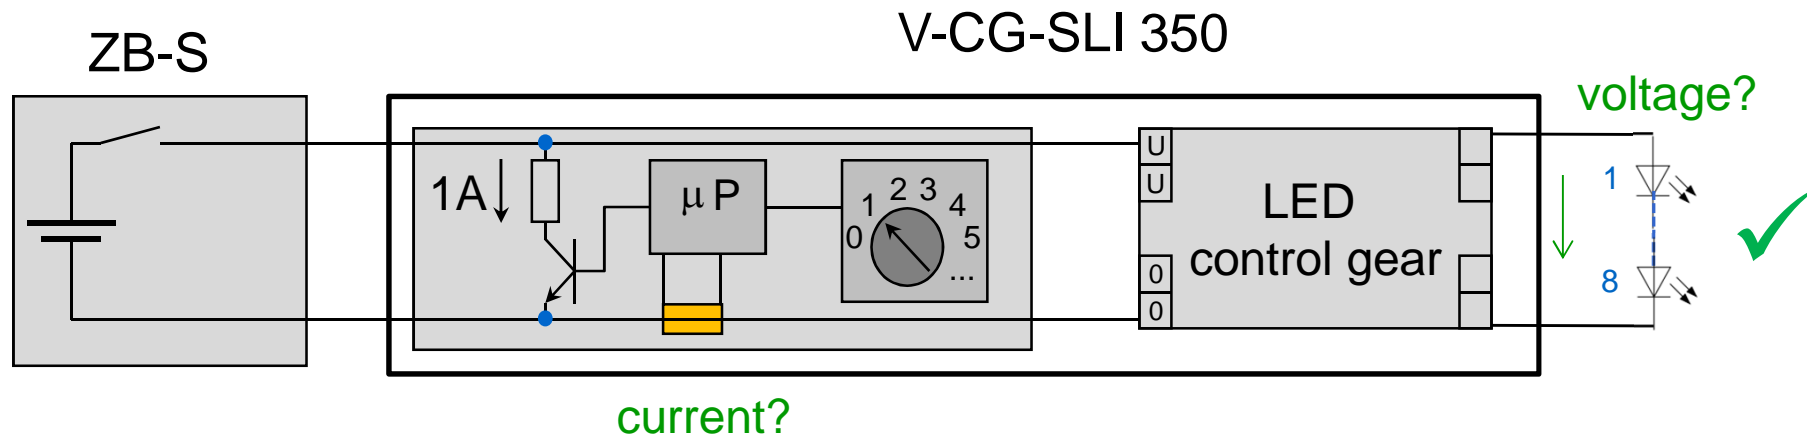 ZB-S
V-CG-SLI 350
voltage?
1A
μ P
0
1
2
3
4
5
...
U
U
0
0
LED
control gear
1
8
current?